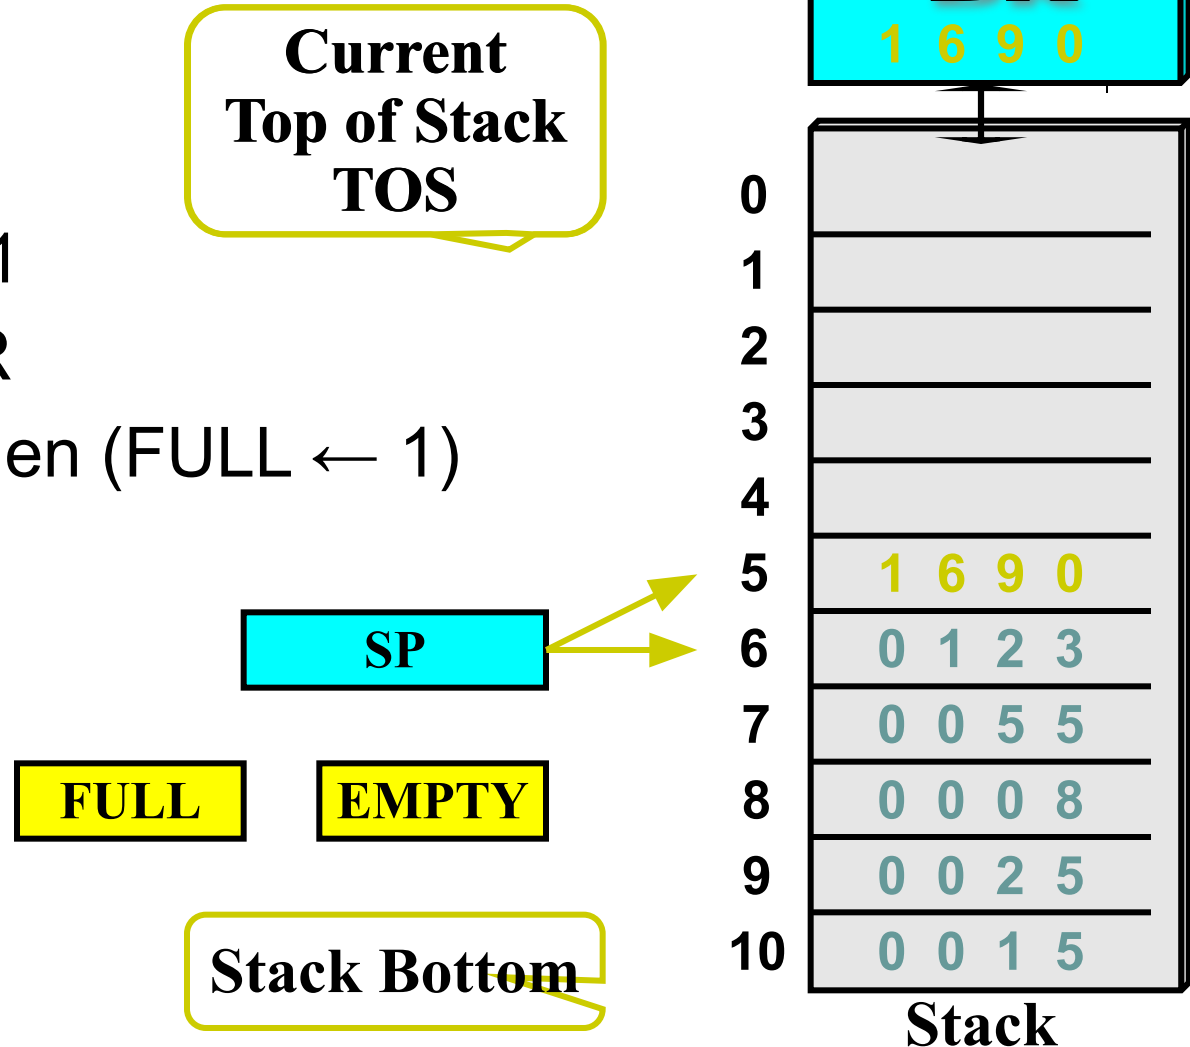 Current
Top of Stack
TOS
1
R
en (FULL ← 1)
SP
FULL EMPTY
Stack Bottom
1 6 9 0
0
1
2
3
4
5 1 6 9 0
6 0 1 2 3
7 0 0 5 5
8 0 0 0 8
9 0 0 2 5
10 0 0 1 5
Stack